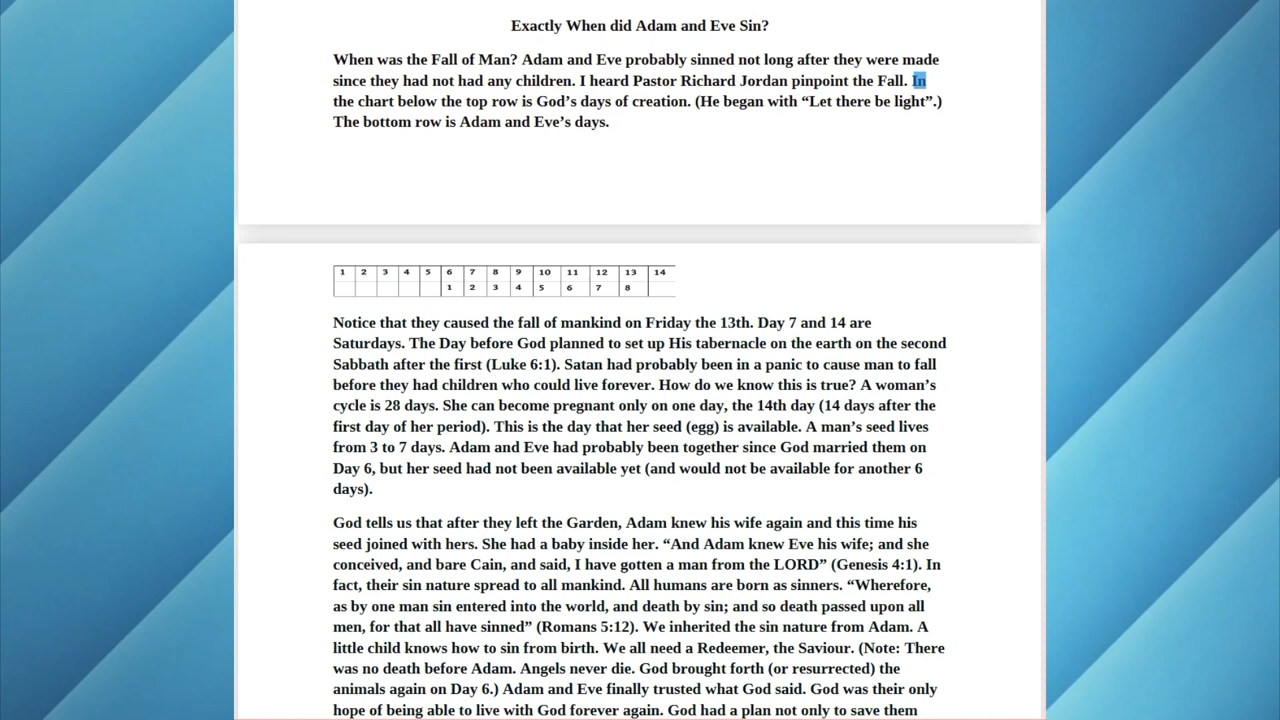 Exactly When did Adam and Eve Sin?
When was the Fall of Man? Adam and Eve probably sinned not long after they were made
since they had not had any children. I heard Pastor Richard Jordan pinpoint the Fall. In
the chart below the top row is God’s days of creation. (He began with “Let there be light”.)
The bottom row is Adam and Eve’s days.
1 2 3 4 5 6 7 8 9 10 11 12 13 14
1 2 3 4 5 6 7 8
Notice that they caused the fall of mankind on Friday the 13th. Day 7 and 14 are
Saturdays. The Day before God planned to set up His tabernacle on the earth on the second
Sabbath after the first (Luke 6:1). Satan had probably been in a panic to cause man to fall
before they had children who could live forever. How do we know this is true? A woman’s
cycle is 28 days. She can become pregnant only on one day, the 14th day (14 days after the
first day of her period). This is the day that her seed (egg) is available. A man’s seed lives
from 3 to 7 days. Adam and Eve had probably been together since God married them on
Day 6, but her seed had not been available yet (and would not be available for another 6
days).
God tells us that after they left the Garden, Adam knew his wife again and this time his
seed joined with hers. She had a baby inside her. “And Adam knew Eve his wife; and she
conceived, and bare Cain, and said, I have gotten a man from the LORD” (Genesis 4:1). In
fact, their sin nature spread to all mankind. All humans are born as sinners. “Wherefore,
as by one man sin entered into the world, and death by sin; and so death passed upon all
men, for that all have sinned” (Romans 5:12). We inherited the sin nature from Adam. A
little child knows how to sin from birth. We all need a Redeemer, the Saviour. (Note: There
was no death before Adam. Angels never die. God brought forth (or resurrected) the
animals again on Day 6.) Adam and Eve finally trusted what God said. God was their only
hope of being able to live with God forever again. God had a plan not only to save them